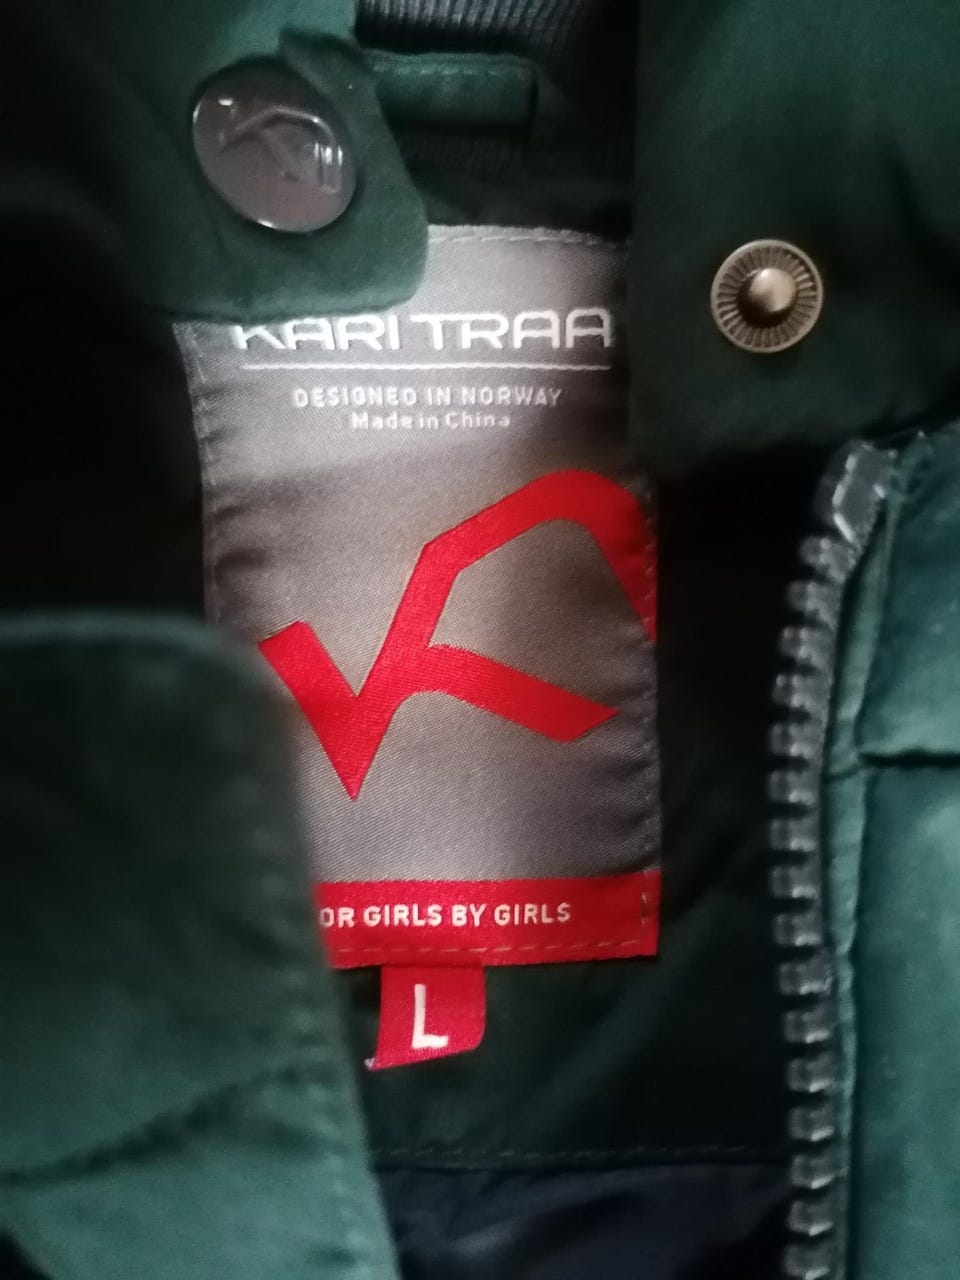 KARI TRAA
DESIGNED IN NORWAY
Made in China
OR GIRLS BY GIRLS
L